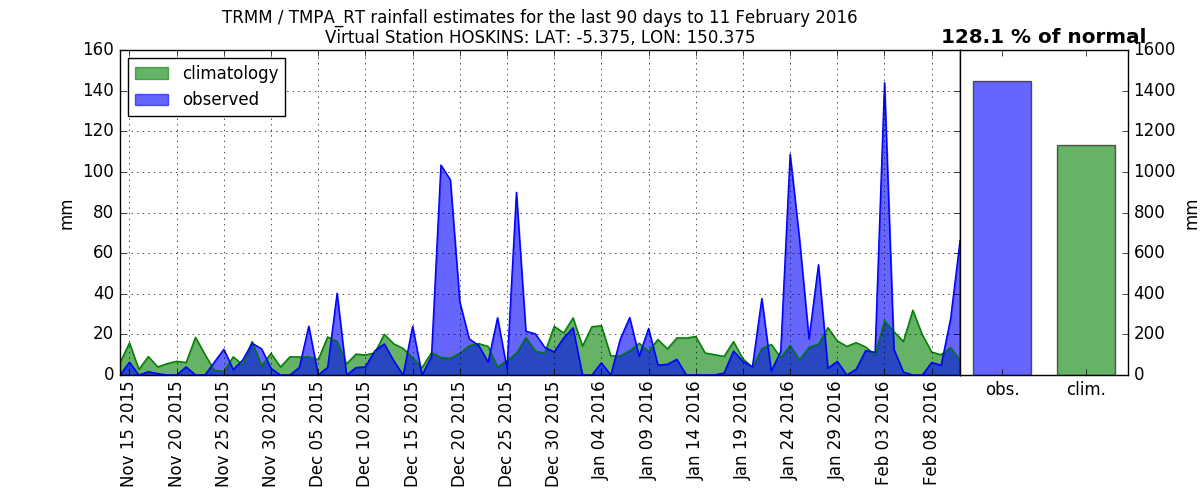 TRMM / TMPA_RT rainfall estimates for the last 90 days to 11 February 2016
Virtual Station HOSKINS: LAT: -5.375, LON: 150.375
128.1 % of normal
climatology
observed
mm
160
140
120
100
80
60
40
20
0
1600
1400
1200
1000
800
600
400
200
0
mm
Nov 15 2015
Nov 20 2015
Nov 25 2015
Nov 30 2015
Dec 05 2015
Dec 10 2015
Dec 15 2015
Dec 20 2015
Dec 25 2015
Dec 30 2015
Jan 04 2016
Jan 09 2016
Jan 14 2016
Jan 19 2016
Jan 24 2016
Jan 29 2016
Feb 03 2016
Feb 08 2016
obs.
clim.